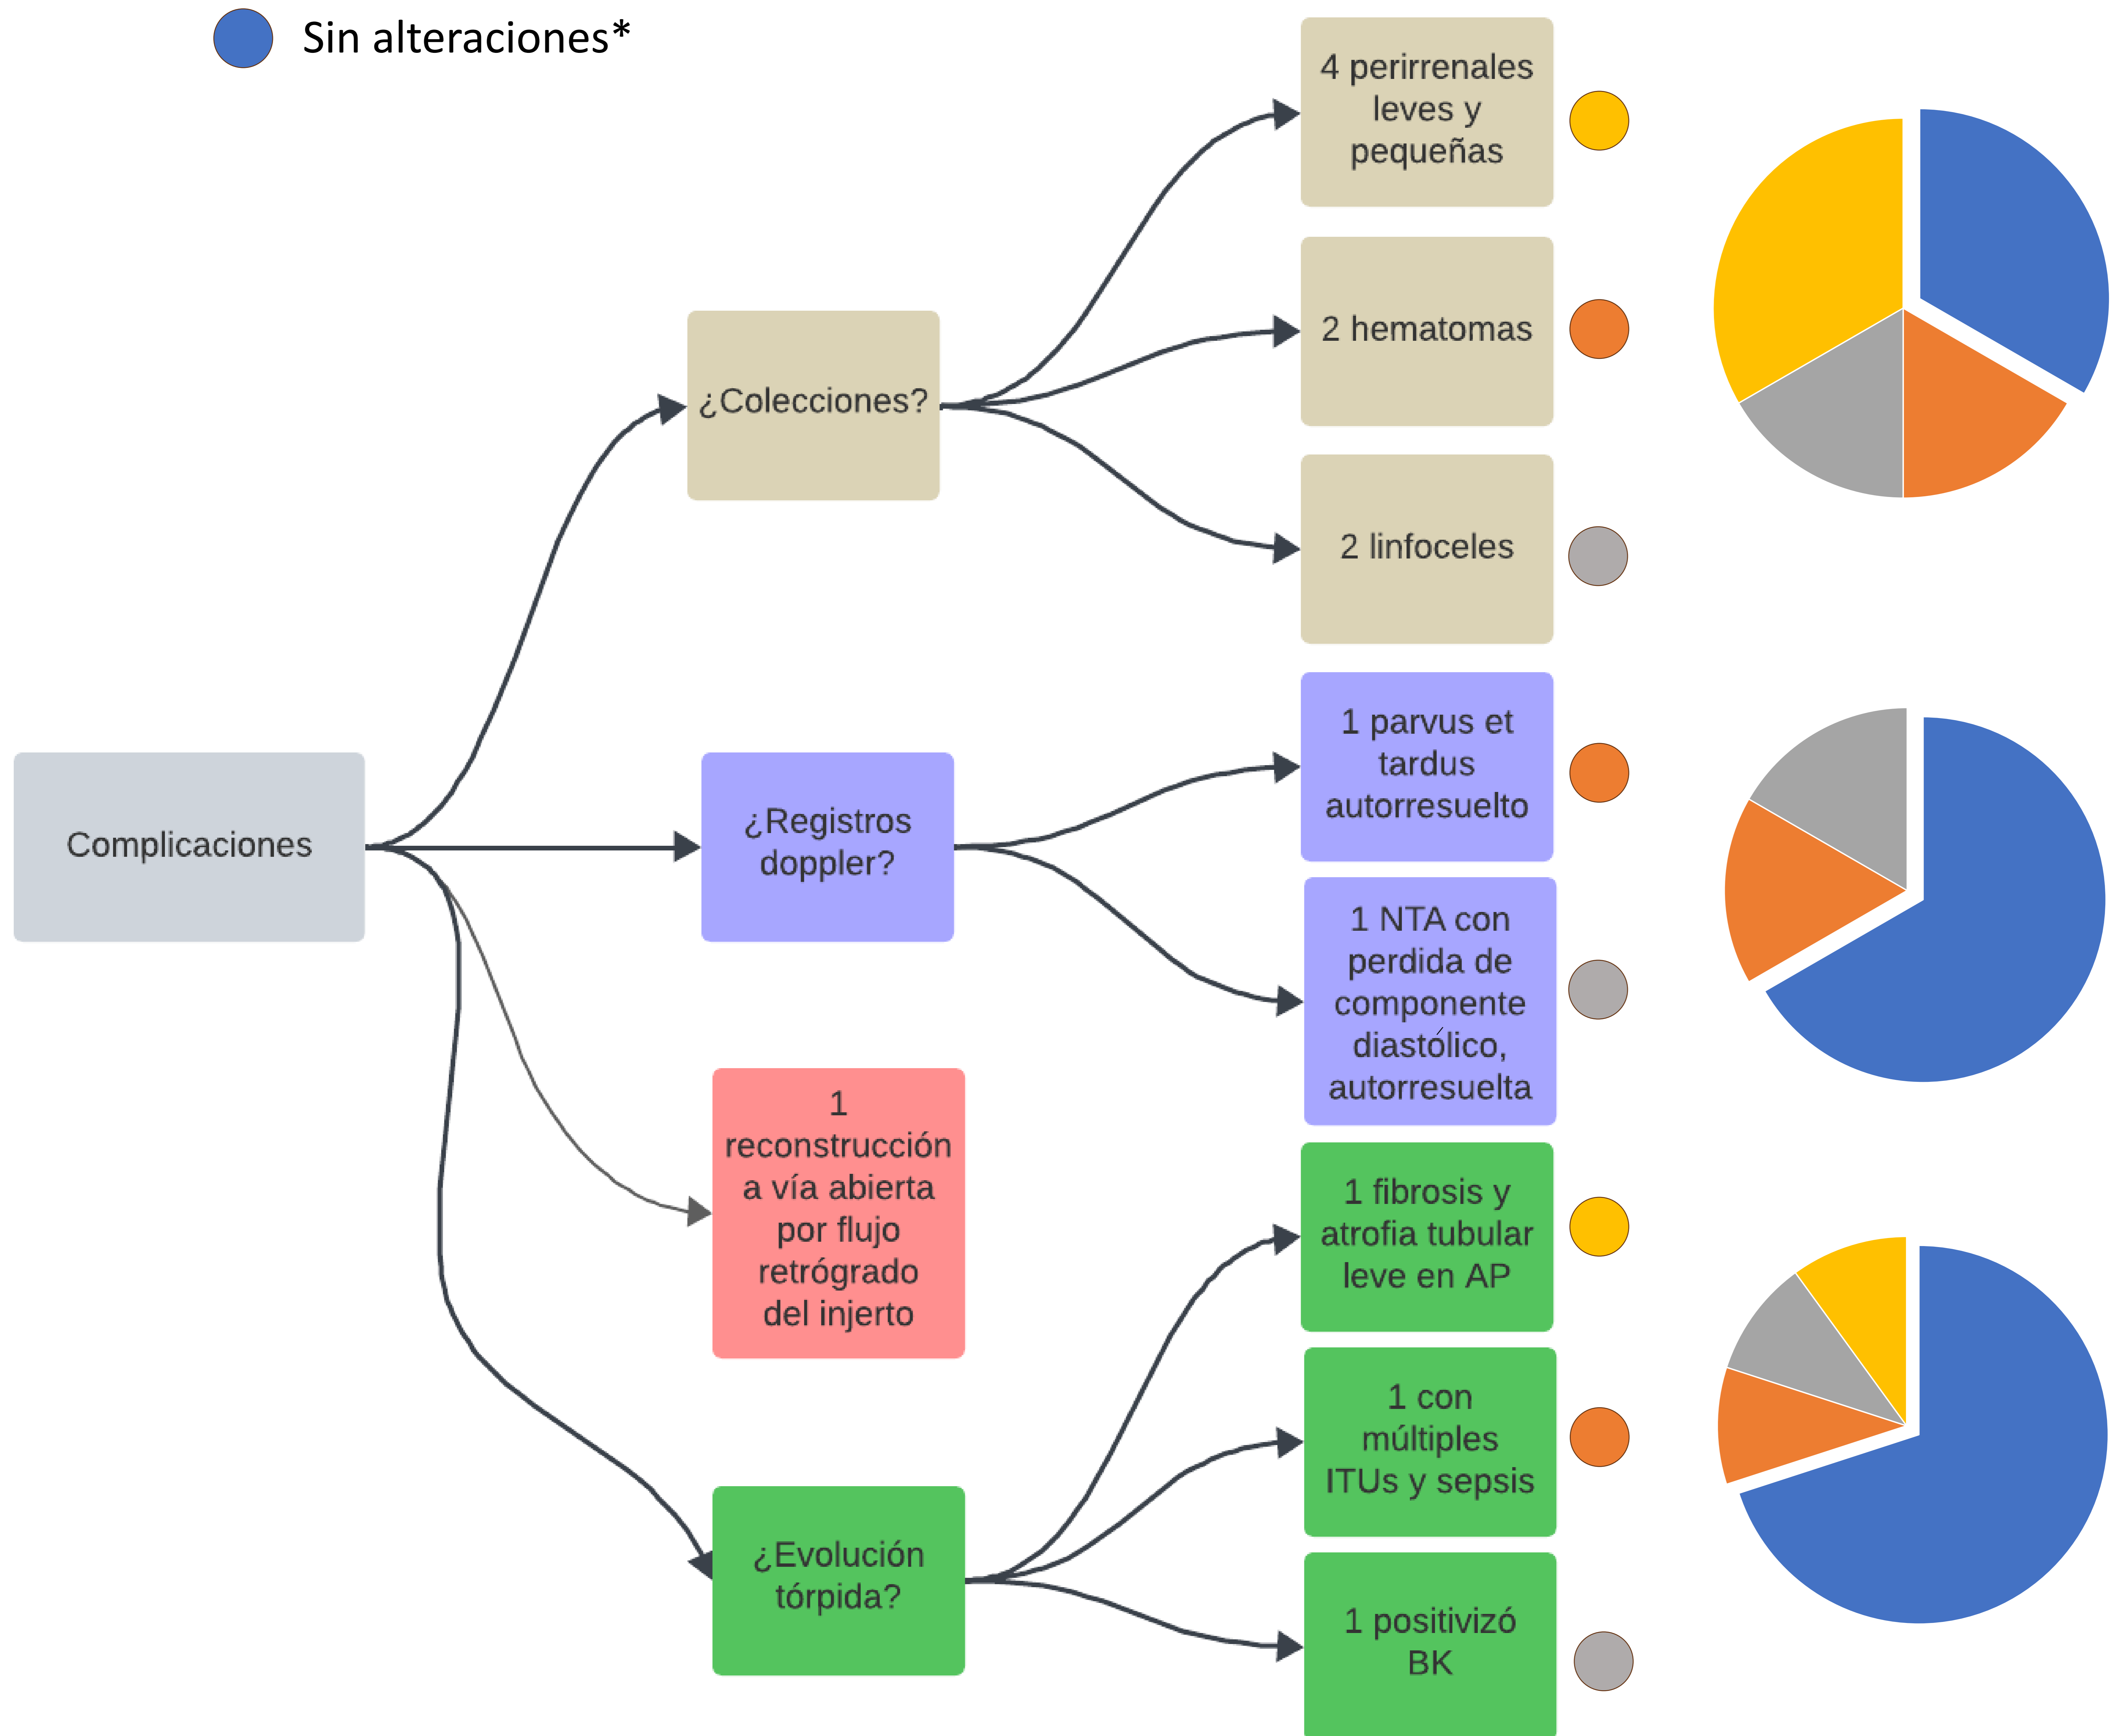 Sin alteraciones*
4 perirrenales
leves y
pequeñas
2 hematomas
¿Colecciones?
2 linfoceles
1 parvus et
tardus
autorresuelto
¿Registros
doppler?
Complicaciones
1 NTA con
perdida de
componente
diastólico,
autorresuelta
1
reconstrucción
a vía abierta
por flujo
retrógrado
del injerto
1 fibrosis y
atrofia tubular
leve en AP
1 con
múltiples
ITUs y sepsis
¿Evolución
tórpida?
1 positivizó
BK